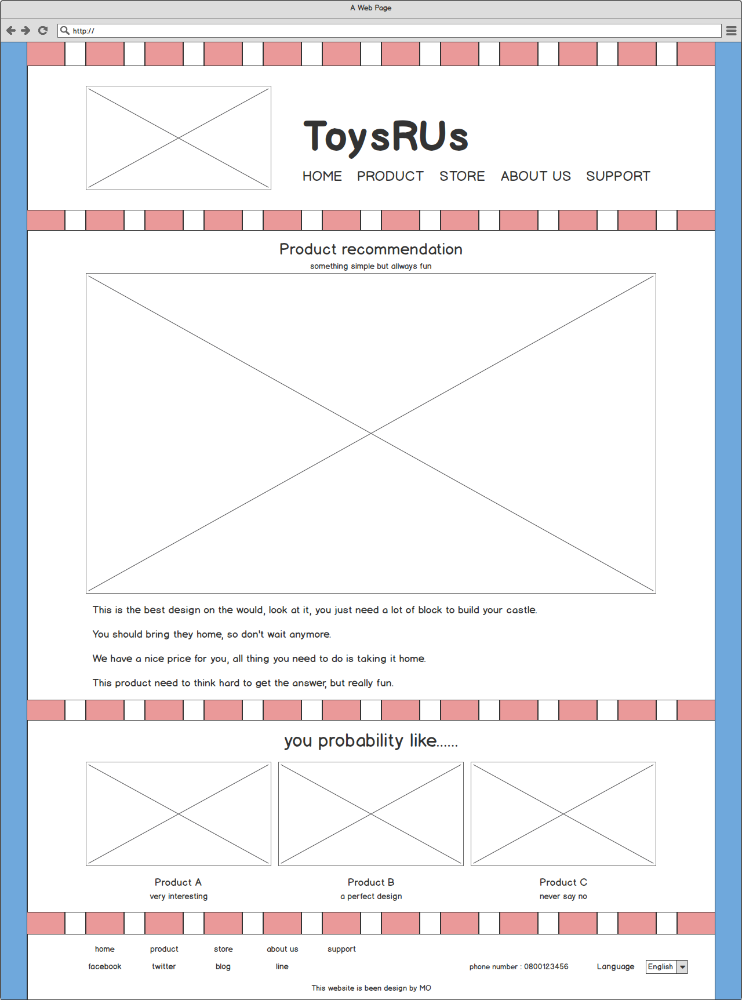 A Web Page
http://
ToysRUs
HOME PRODUCT STORE ABOUT US SUPPORT
Product recommendation
something simple but allways fun
This is the best design on the would, look at it, you just need a lot of block to build your castle.
You should bring they home, so don't wait anymore.
We have a nice price for you, all thing you need to do is taking it home.
This product need to think hard to get the answer, but really fun.
you probability like......
Product A Product B Product C
very interesting a perfect design never say no
home product store about us support
facebook twitter blog line phone number : 0800123456 Language English
This website is been design by MO